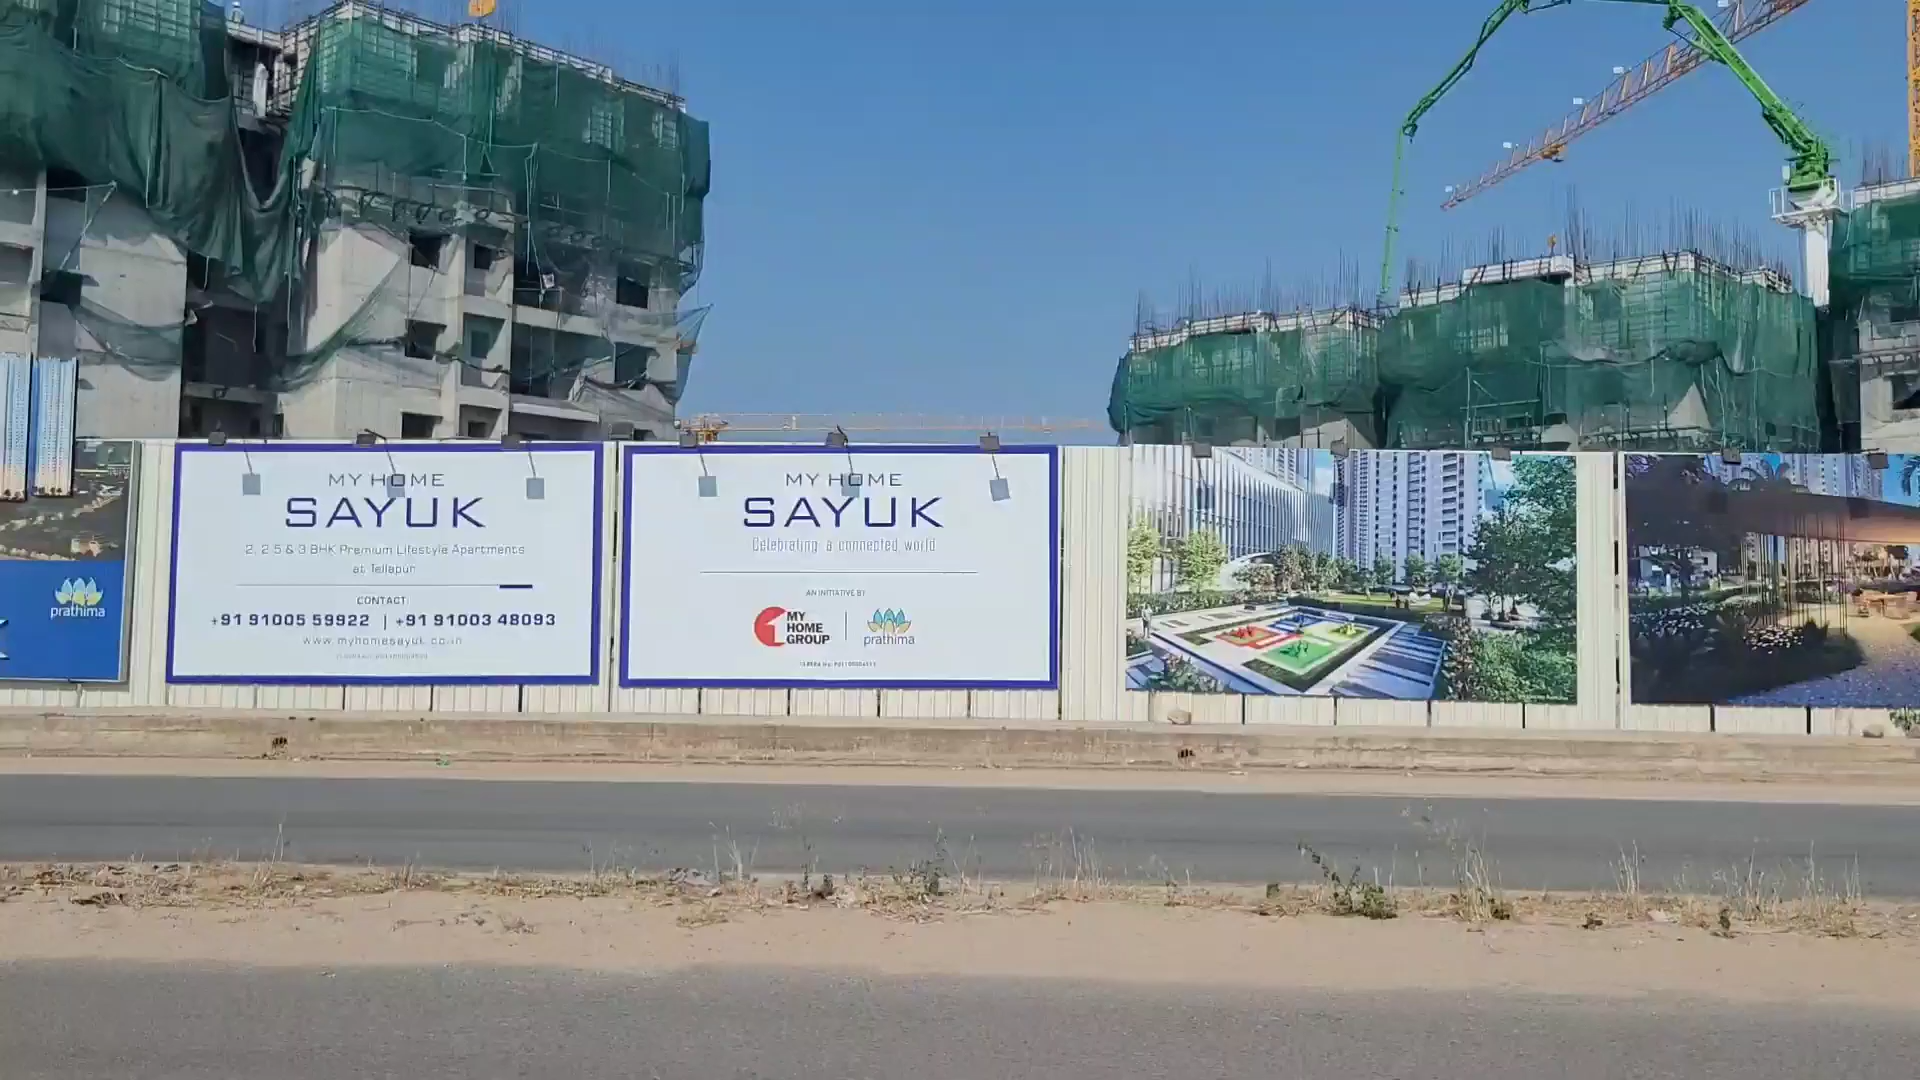 prathima
MY HOME
SAYUK
2, 2.5 & 3 BHK Premium Lifestyle Apartments
at Tellapur
CONTACT:
+91 91005 59922 | +91 91003 48093
www.myhomesayuk.co.in
MY HOME
SAYUK
Celebrating a connected world
AN INITIATIVE BY
MY
HOME
GROUP
prathima